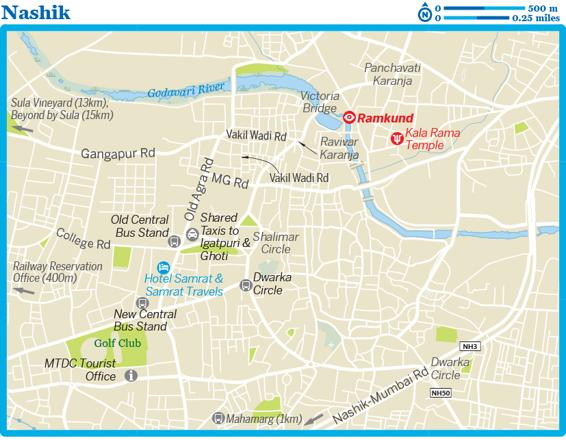 Nashik
N
0 500 m
0 0.25 miles
Panchavati
Karanja
Godavari River
Victoria
Bridge
Sula Vineyard (13km),
Beyond by Sula (15km)
Ramkund
Kala Rama
Temple
Vakil Wadi Rd
Ravivar
Karanja
Gangapur Rd
Old Agra Rd
MG Rd
Vakil Wadi Rd
Old Central
Bus Stand
Shared
Taxis to
Igatpuri &
Ghoti
College Rd
Shalimar
Circle
Railway Reservation
Office (400m)
Hotel Samrat &
Samrat Travels
Dwarka
Circle
New Central
Bus Stand
Golf Club
NH3
MTDC Tourist
Office
Dwarka
Circle
Nashik-Mumbai Rd
NH50
Mahamarg (1km)